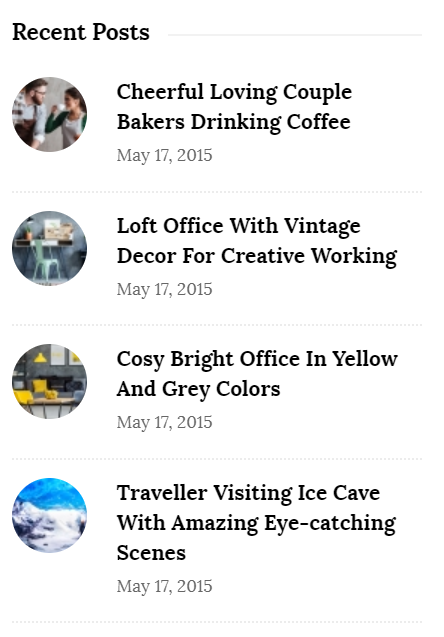 Recent Posts
Cheerful Loving Couple
Bakers Drinking Coffee
May 17, 2015
Loft Office With Vintage
Decor For Creative Working
May 17, 2015
Cosy Bright Office In Yellow
And Grey Colors
May 17, 2015
Traveller Visiting Ice Cave
With Amazing Eye-catching
Scenes
May 17, 2015